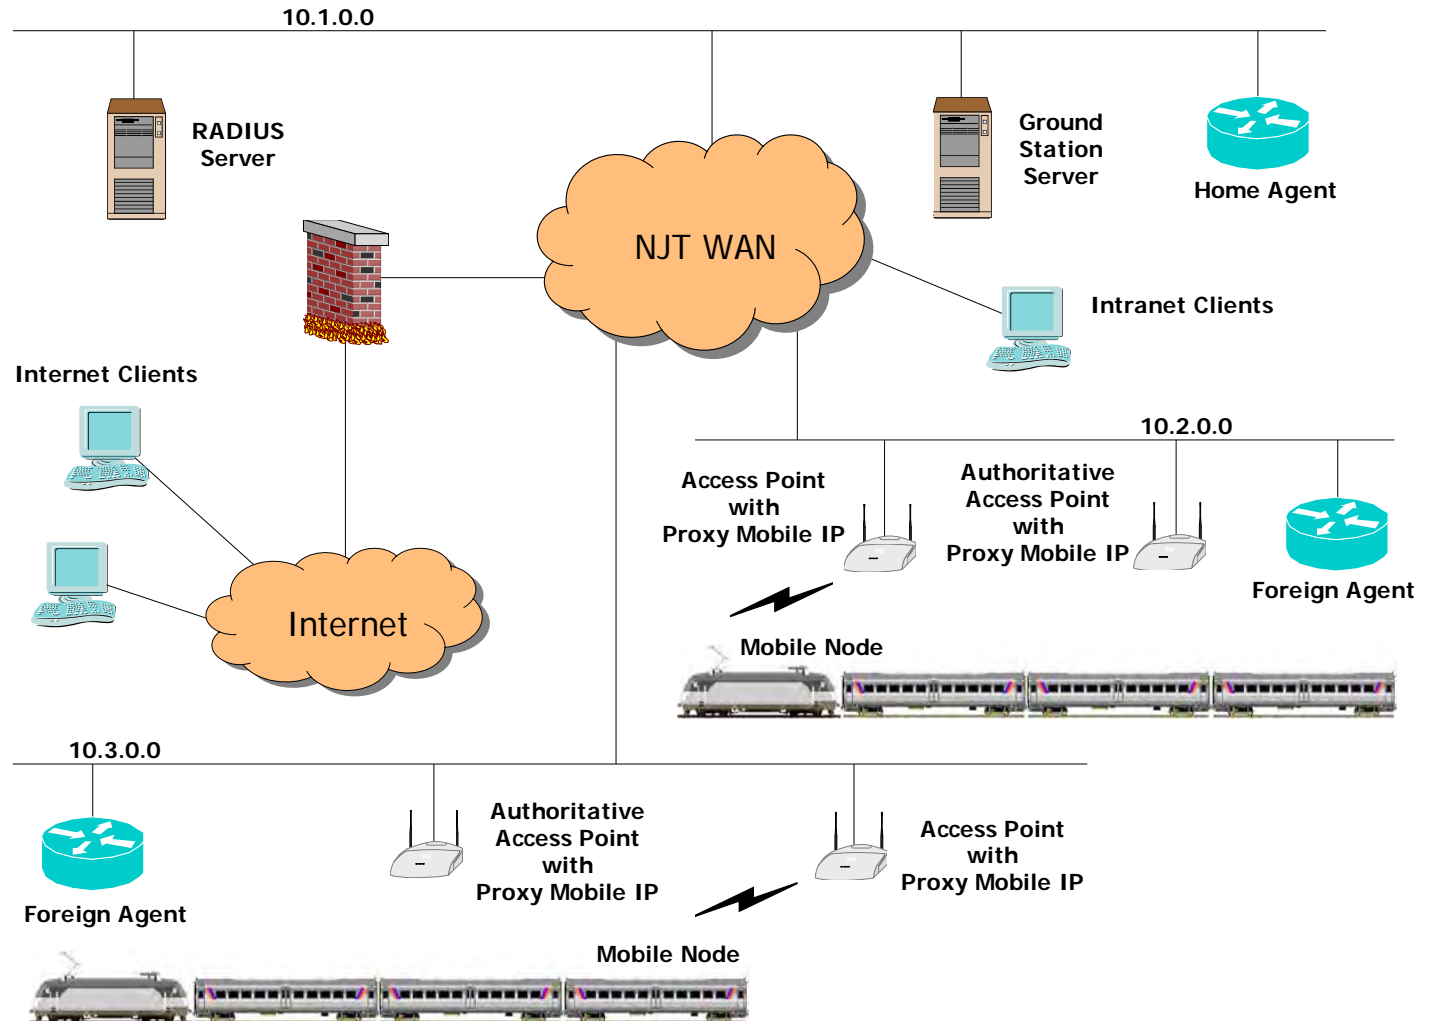 10.1.0.0
RADIUS
Server
Ground
Station
Server
Home Agent
NJT WAN
Intranet Clients
Internet Clients
10.2.0.0
Access Point
with
Proxy Mobile IP
Authoritative
Access Point
with
Proxy Mobile IP
Foreign Agent
Internet
Mobile Node
10.3.0.0
Foreign Agent
Authoritative
Access Point
with
Proxy Mobile IP
Access Point
with
Proxy Mobile IP
Mobile Node